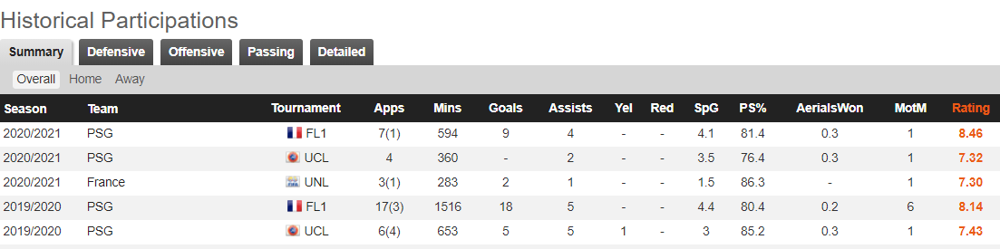 Historical Participations
Summary Defensive Offensive Passing Detailed
Overall Home Away
Season Team Tournament Apps Mins Goals Assists Yel Red SpG PS% AerialsWon MotM Rating
2020/2021 PSG FL1 7(1) 594 9 4 - - 4.1 81.4 0.3 1 8.46
2020/2021 PSG UCL 4 360 - 2 - - 3.5 76.4 0.3 1 7.32
2020/2021 France UNL 3(1) 283 2 1 - - 1.5 86.3 - 1 7.30
2019/2020 PSG FL1 17(3) 1516 18 5 - - 4.4 80.4 0.2 6 8.14
2019/2020 PSG UCL 6(4) 653 5 5 1 - 3 85.2 0.3 1 7.43